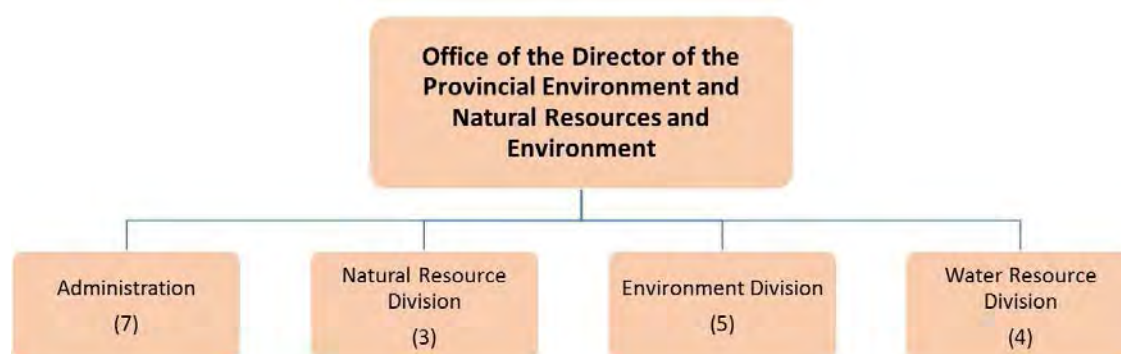 Office of the Director of the
Provincial Environment and
Natural Resources and
Environment
Administration
(7)
Natural Resource
Division
(3)
Environment Division
(5)
Water Resource
Division
(4)